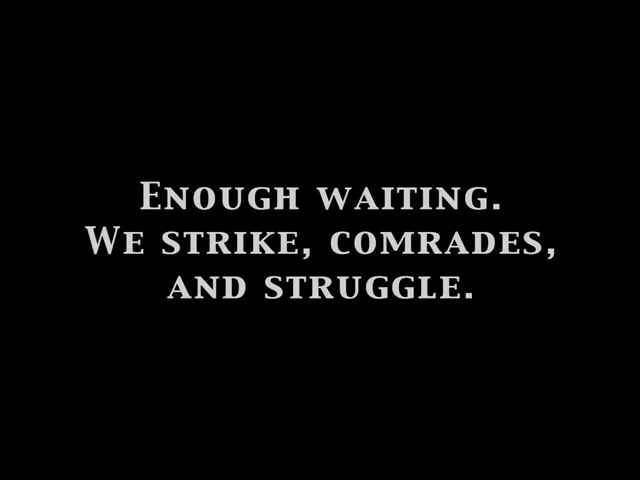 Enough waiting.
We strike, comrades,
and struggle.